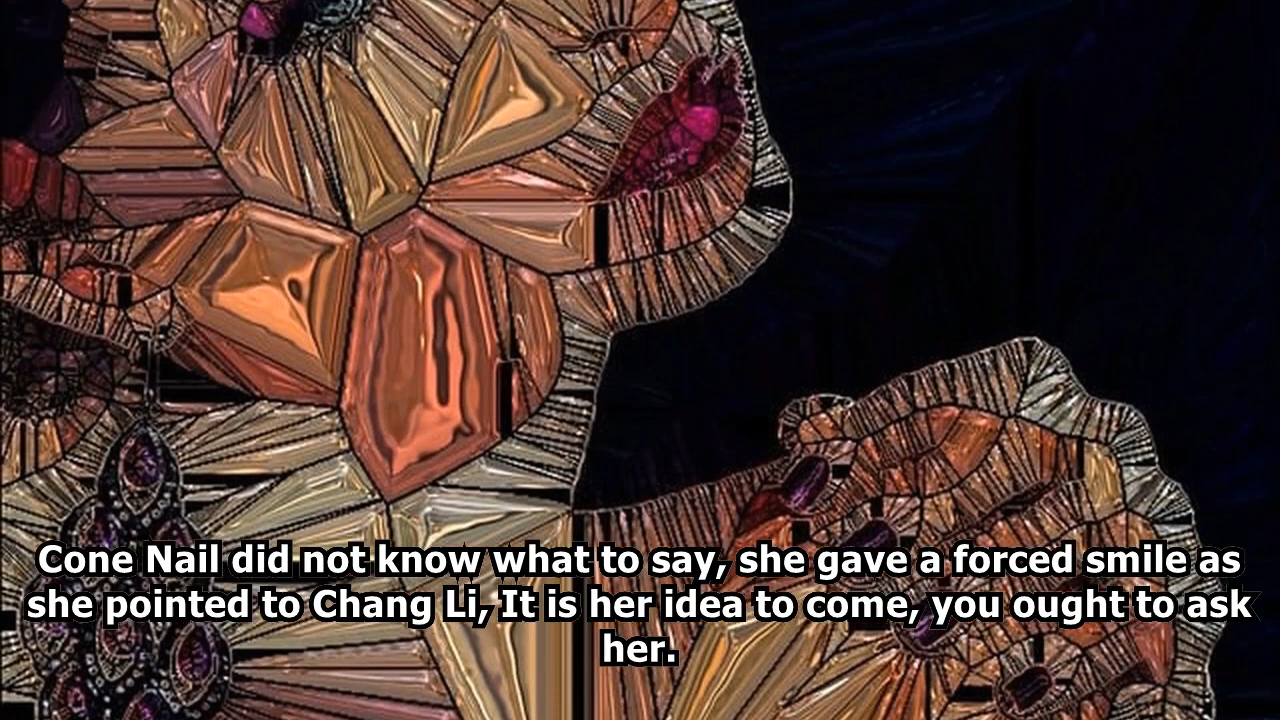 Cone Nail did not know what to say, she gave a forced smile as
she pointed to Chang Li, It is her idea to come, you ought to ask
her.